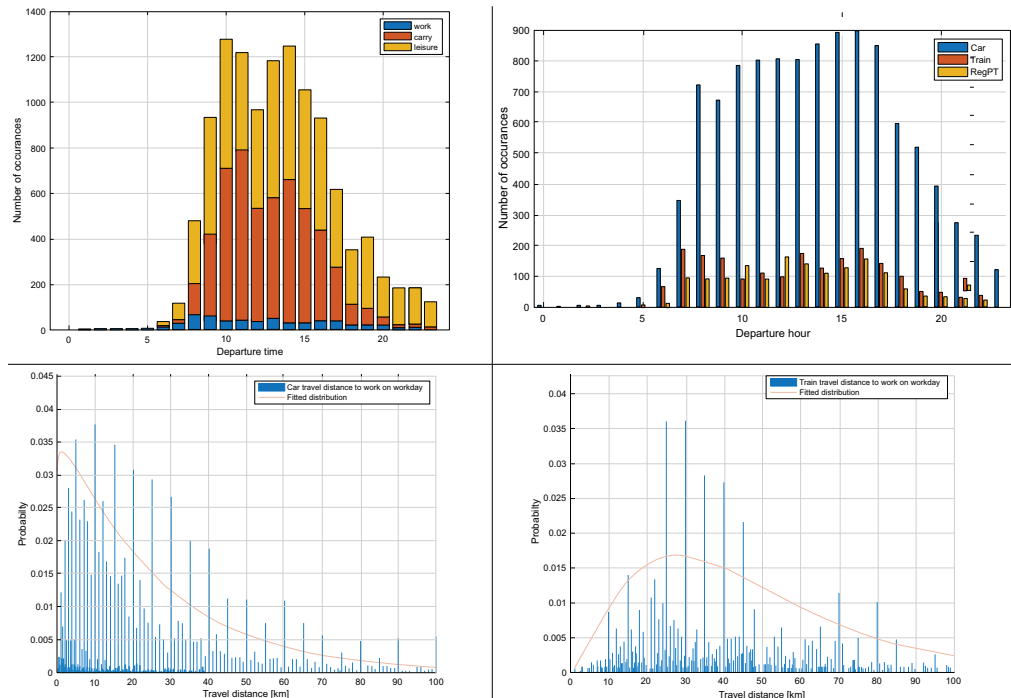 1400
1200
1000
800
600
400
200
0
Number of occurances
work
carry
leisure
0 5 10 15 20
Departure time
900
800
700
600
500
400
300
200
100
0
Number of occurances
Car
Train
RegPT
0 10 20
Departure hour
0.045
0.04
0.035
0.03
0.025
0.02
0.015
0.01
0.005
0
Probabilty
Car travel distance to work on workday
Fitted distribution
0 10 20 30 40 50 60 70 80 90 100
Travel distance [km]
0.04
0.035
0.03
0.025
0.02
0.015
0.01
0.005
0
Probabilty
Train travel distance to work on workday
Fitted distribution
0 10 20 30 40 50 60 70 80 90 100
Travel distance [km]